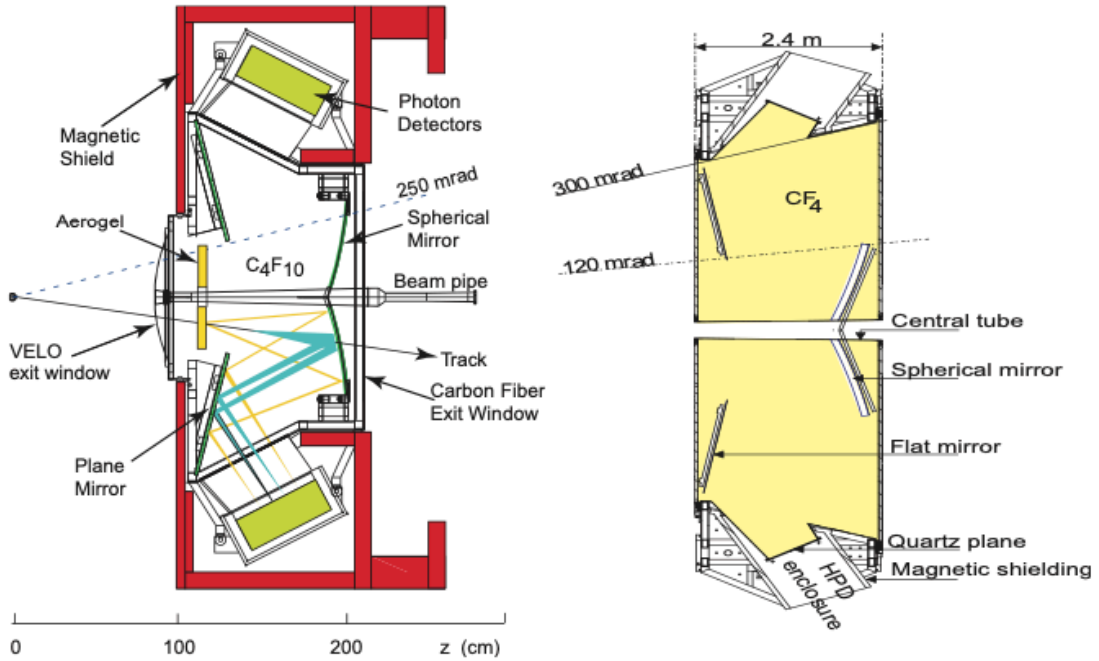 Magnetic
Shield
Aerogel
VELO
exit window
Plane
Mirror
Photon
Detectors
250 mrad
Spherical
Mirror
C4F10
Beam pipe
Track
Carbon Fiber
Exit Window
0
100
200
z (cm)
2.4 m
300 mrad
CF4
120 mrad
Central tube
Spherical mirror
Flat mirror
Quartz plane
Magnetic shielding
HPD
enclosure